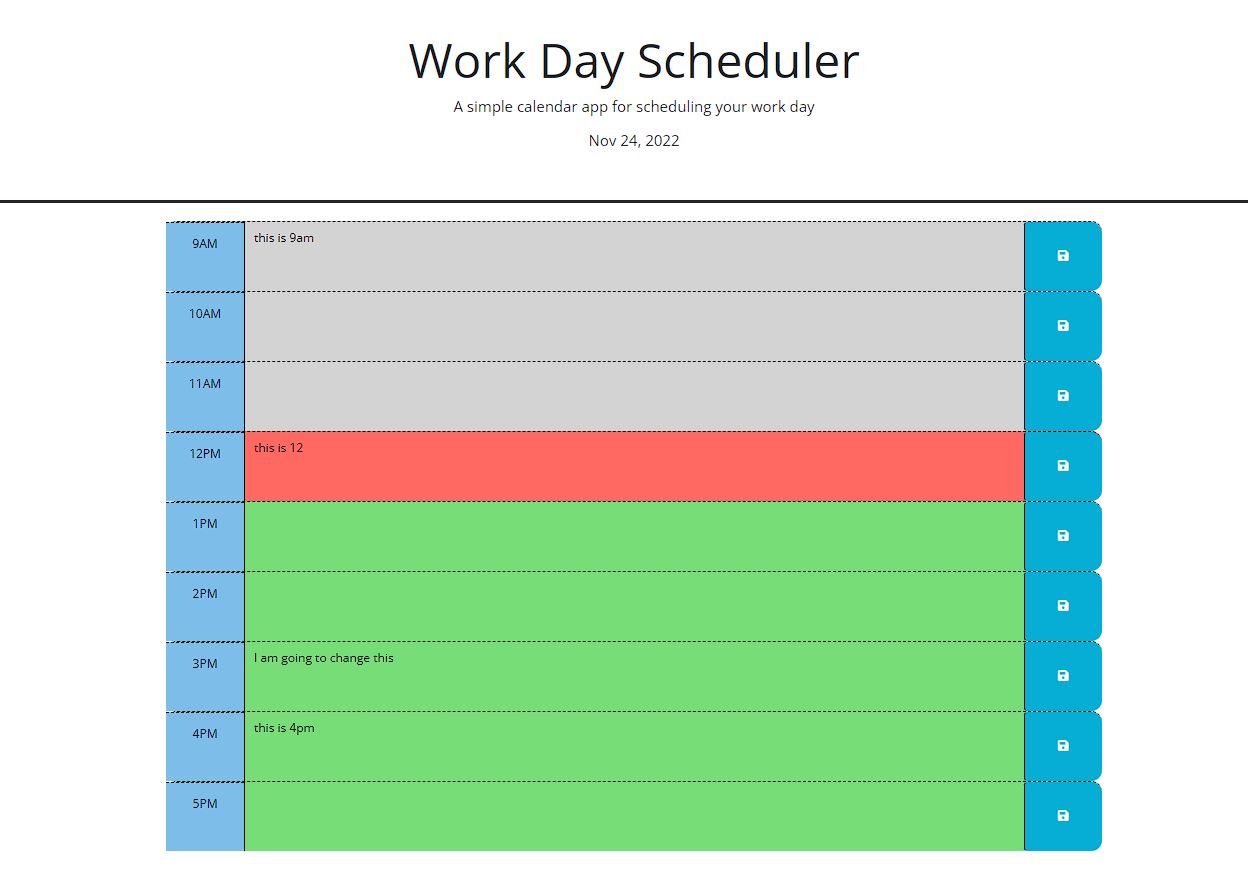 Work Day Scheduler
A simple calendar app for scheduling your work day
Nov 24, 2022
9AM this is 9am
10AM
11AM
12PM this is 12
1PM
2PM
3PM I am going to change this
4PM this is 4pm
5PM